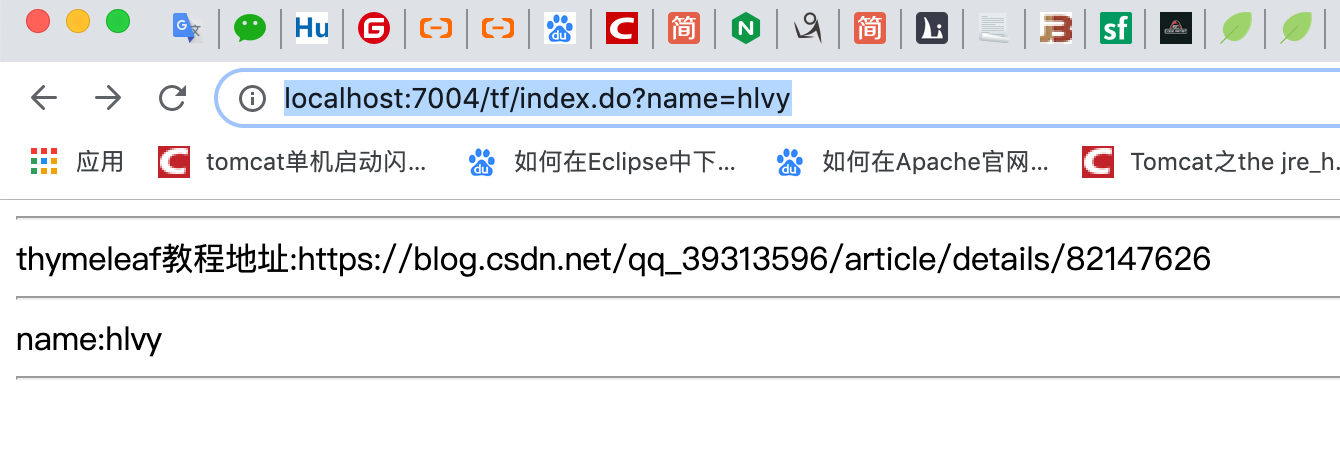 Hu G C 简 N 简 Li JB sf
localhost:7004/tf/index.do?name=hlvy
应用 tomcat单机启动闪... du 如何在Eclipse中下... du 如何在Apache官网... Tomcat之the jre_h.
thymeleaf教程地址:https://blog.csdn.net/qq_39313596/article/details/82147626
name:hlvy